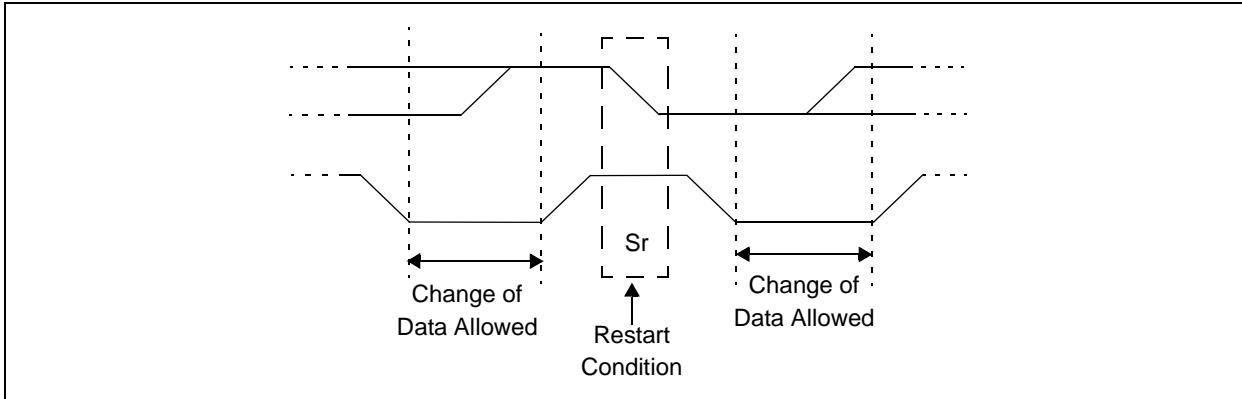 Sr
Change of
Data Allowed
Restart
Condition
Change of
Data Allowed